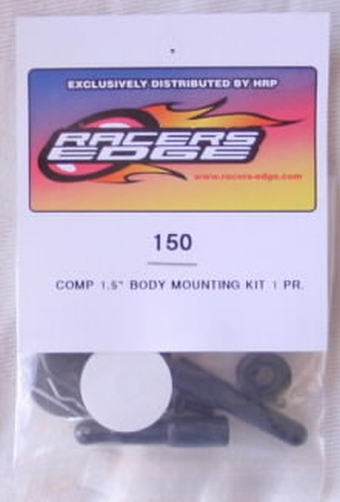 EXCLUSIVELY DISTRIBUTED BY HRP
RACERS
EDGE
www.racers-edge.com
150
COMP 1.5" BODY MOUNTING KIT 1 PR.